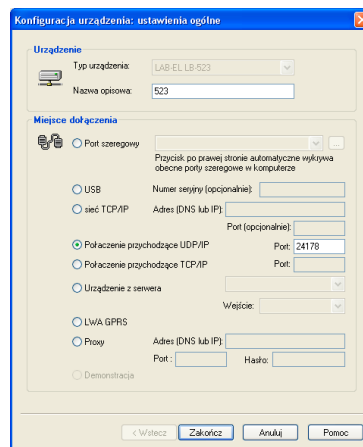 Konfiguracja urządzenia: ustawienia ogólne
Urządzenie
Typ urządzenia: LAB-EL LB-523
Nazwa opisowa: 523
Miejsce dołączenia
Port szeregowy ...
Przycisk po prawej stronie automatyczne wykrywa
obecne porty szeregowe w komputerze
USB Numer seryjny (opcjonalnie):
sieć TCP/IP Adres (DNS lub IP):
Port (opcjonalnie):
Połaczenie przychodzące UDP/IP Port: 24178
Połaczenie przychodzące TCP/IP Port:
Urządzenie z serwera
Wejście:
LWA GPRS
Proxy Adres (DNS lub IP):
Port : Hasło:
Demonstracja
< Wstecz Zakończ Anuluj Pomoc